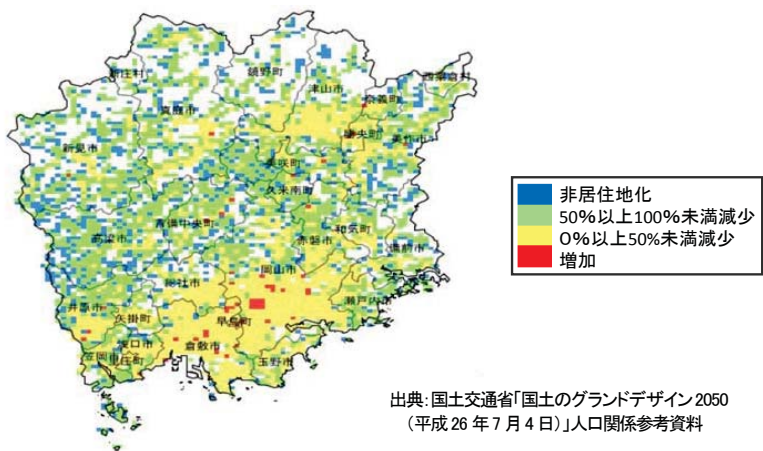 新庄村
鏡野町
津山市
西粟倉村
奈義町
真庭市
勝央町
美作市
新見市
美咲町
久米南町
吉備中央町
和気町
高梁市
赤磐市
備前市
岡山市
総社市
瀬戸内市
井原市
矢掛町
早島町
浅口市
倉敷市
笠岡市
里庄町
玉野市
非居住地化
50%以上100%未満減少
0%以上50%未満減少
増加
出典:国土交通省「国土のグランドデザイン2050
(平成26年7月4日)」人口関係参考資料